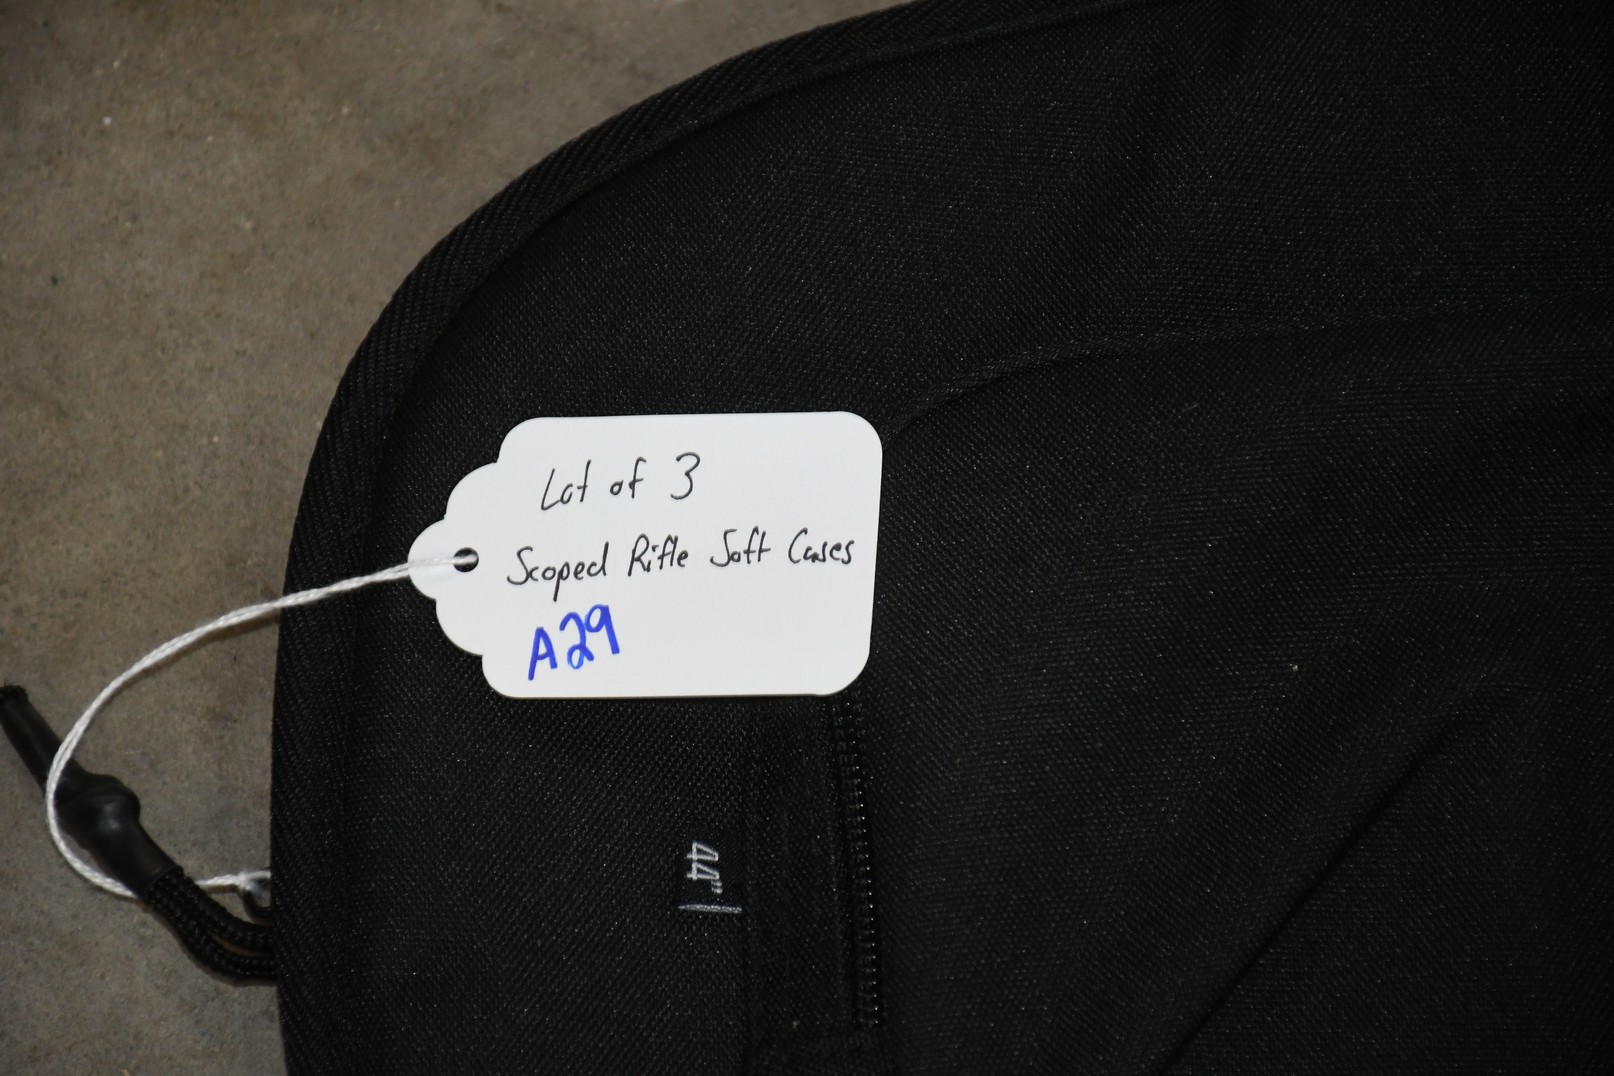 Lot of 3
Scoped Rifle Soft Cases
A29
44"